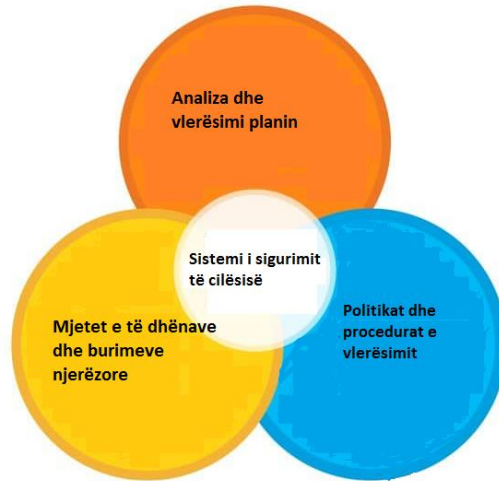 Analiza dhe
vlerësimi planin
Sistemi i sigurimit
të cilësisë
Mjetet e të dhënave
dhe burimeve
njerëzore
Politikat dhe
procedurat e
vlerësimit